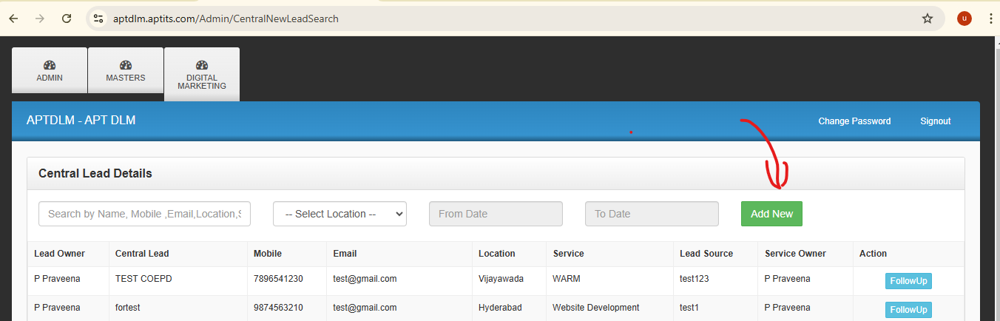 aptdlm.aptits.com/Admin/CentralNewLeadSearch
U
ADMIN
MASTERS
DIGITAL
MARKETING
APTDLM - APT DLM
Change Password
Signout
Central Lead Details
Search by Name, Mobile ,Email,Location,S
-- Select Location --
From Date
To Date
Add New
Lead Owner Central Lead Mobile Email Location Service Lead Source Service Owner Action
P Praveena TEST COEPD 7896541230 test@gmail.com Vijayawada WARM test123 P Praveena FollowUp
P Praveena fortest 9874563210 test@gmail.com Hyderabad Website Development test1 P Praveena FollowUp